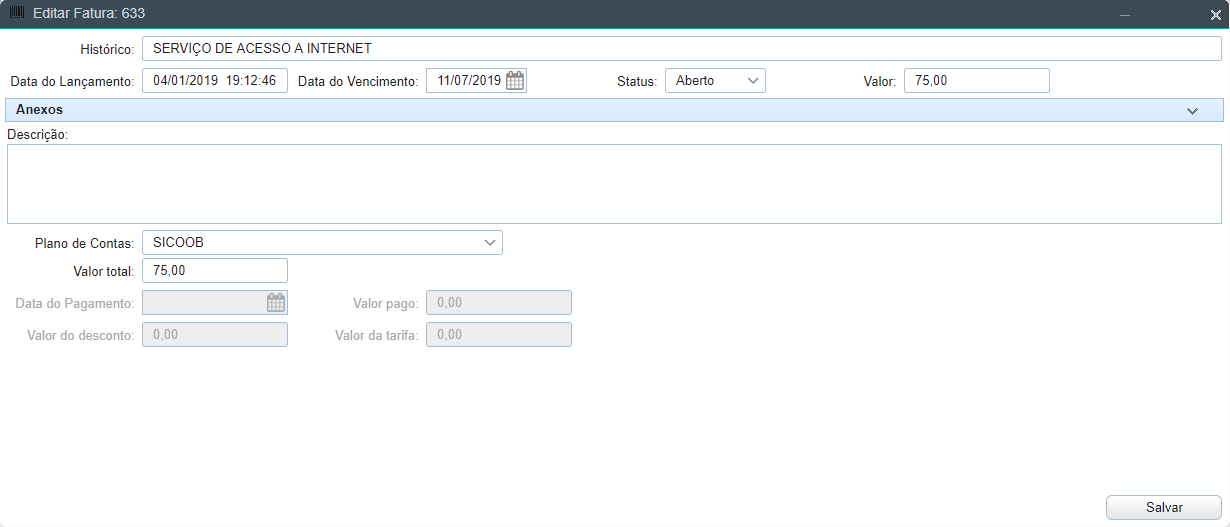 Editar Fatura: 633
Histórico: SERVIÇO DE ACESSO A INTERNET
Data do Lançamento: 04/01/2019 19:12:46 Data do Vencimento: 11/07/2019 Status: Aberto Valor: 75,00
Anexos
Descrição:
Plano de Contas: SICOOB
Valor total: 75,00
Data do Pagamento: Valor pago: 0,00
Valor do desconto: 0,00 Valor da tarifa: 0,00
Salvar